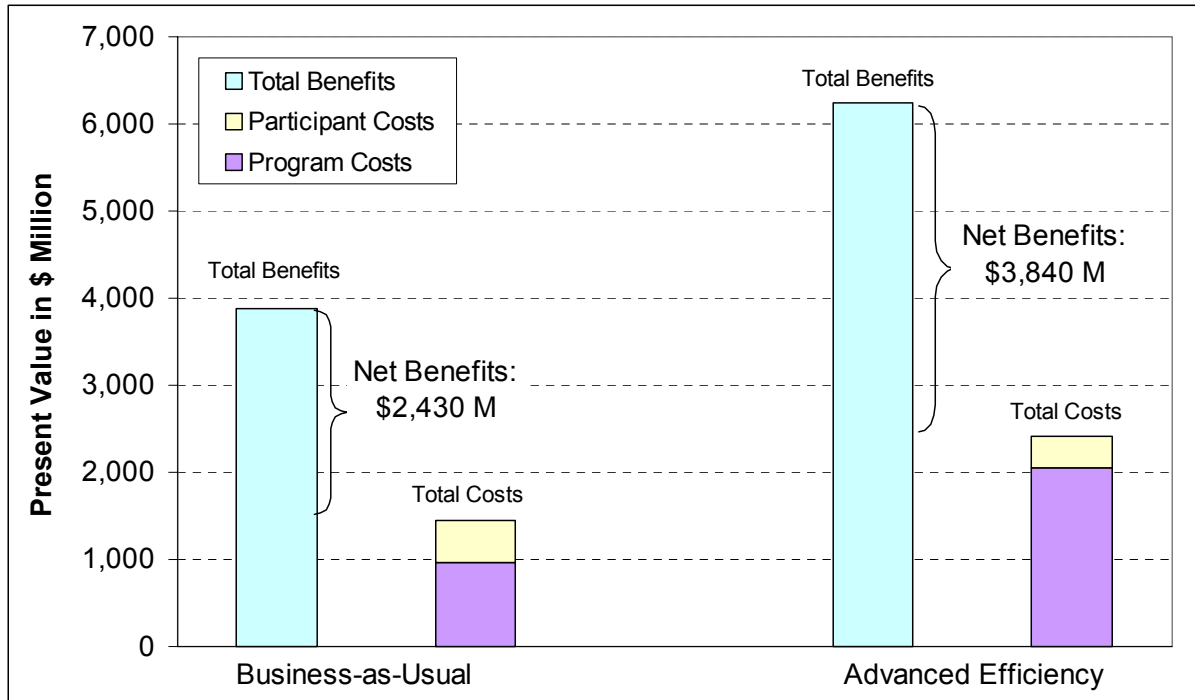 Present Value in $ Million
7,000
6,000
5,000
4,000
3,000
2,000
1,000
0
Total Benefits
Participant Costs
Program Costs
Total Benefits
Net Benefits:
$2,430 M
Total Costs
Total Benefits
Net Benefits:
$3,840 M
Total Costs
Business-as-Usual
Advanced Efficiency